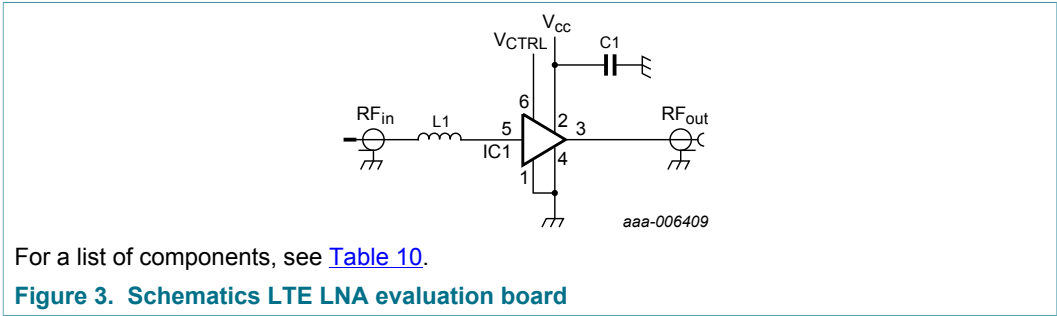 Vcc
VCTRL
C1
6
RFin
L1
5
2
3
RFout
IC1
4
1
aaa-006409
For a list of components, see Table 10.
Figure 3. Schematics LTE LNA evaluation board